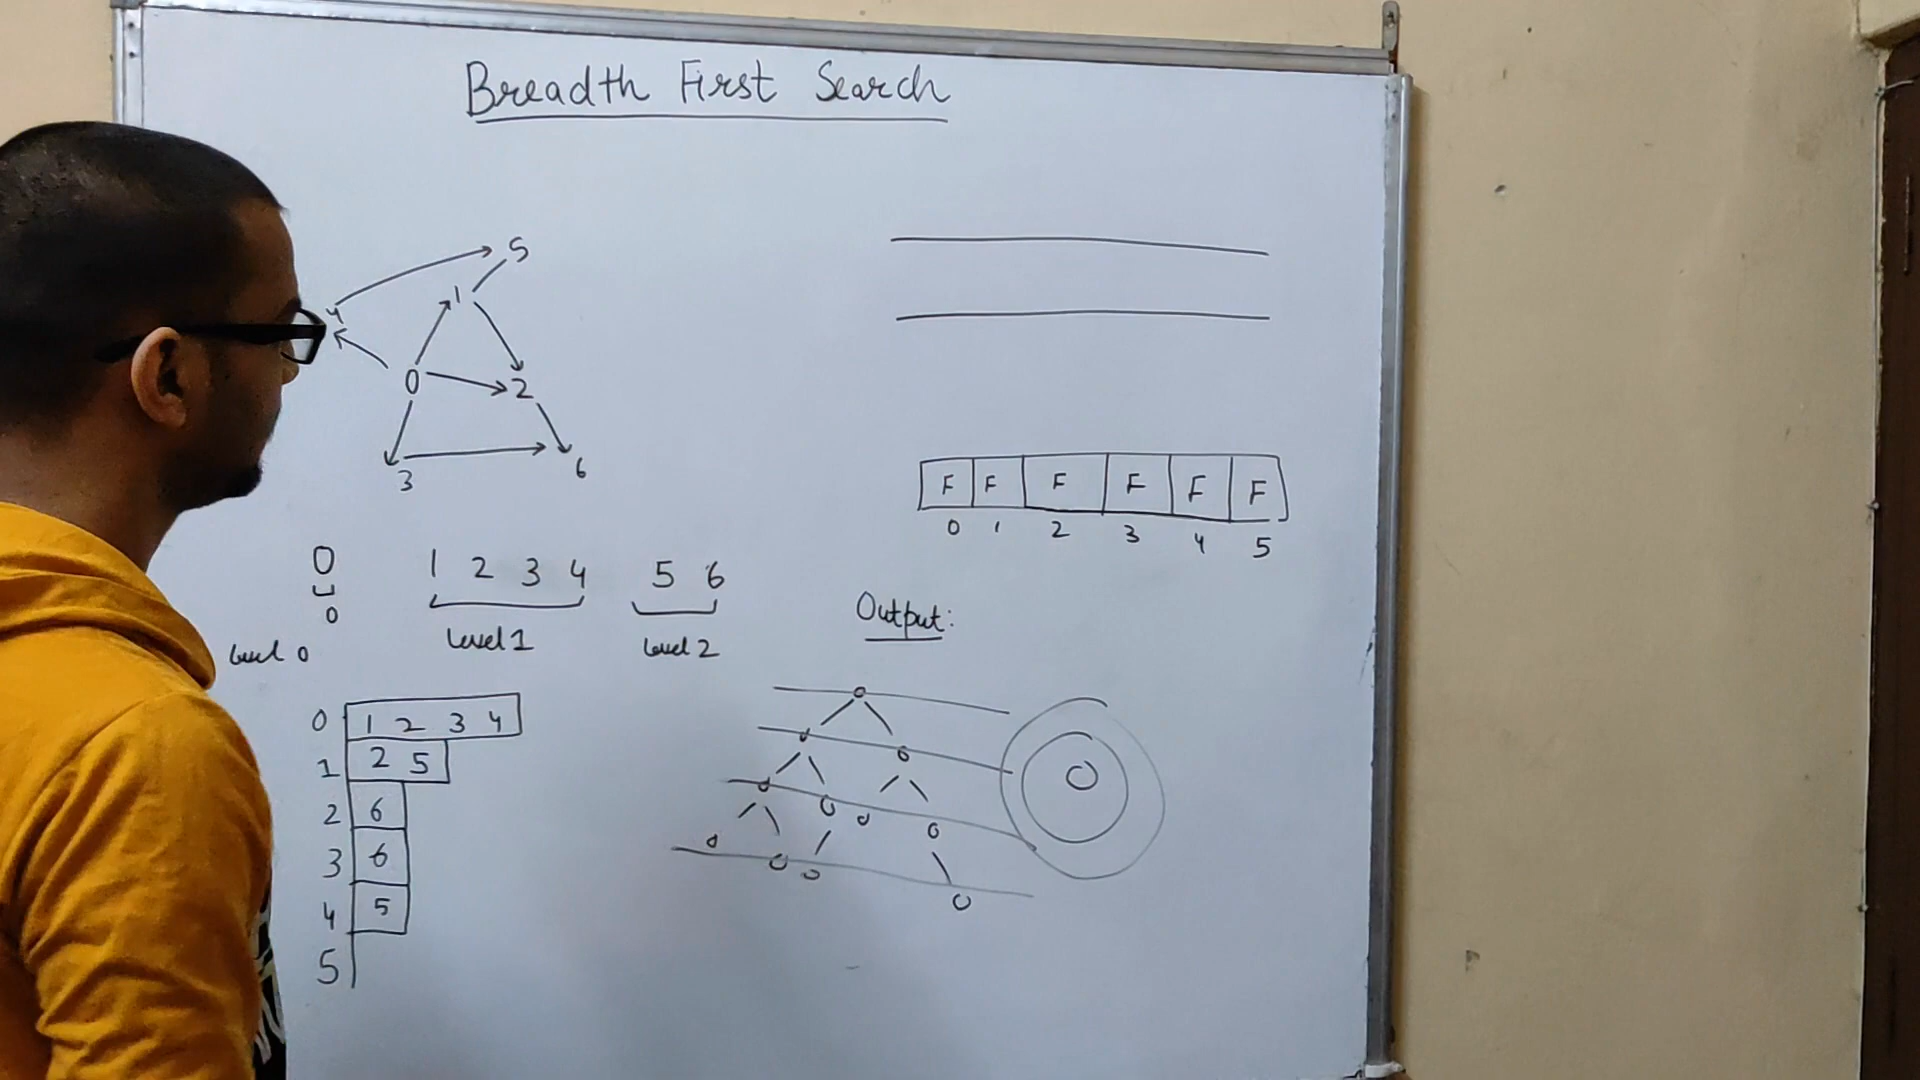 Breadth First Search
5
1
4
0
2
3
6
F F F F F F
0 1 2 3 4 5
0 1 2 3 4 5 6
0
Level 0 Level 1 Level 2
Output:
0 1 2 3 4
1 2 5
2 6
3 6
4 5
5